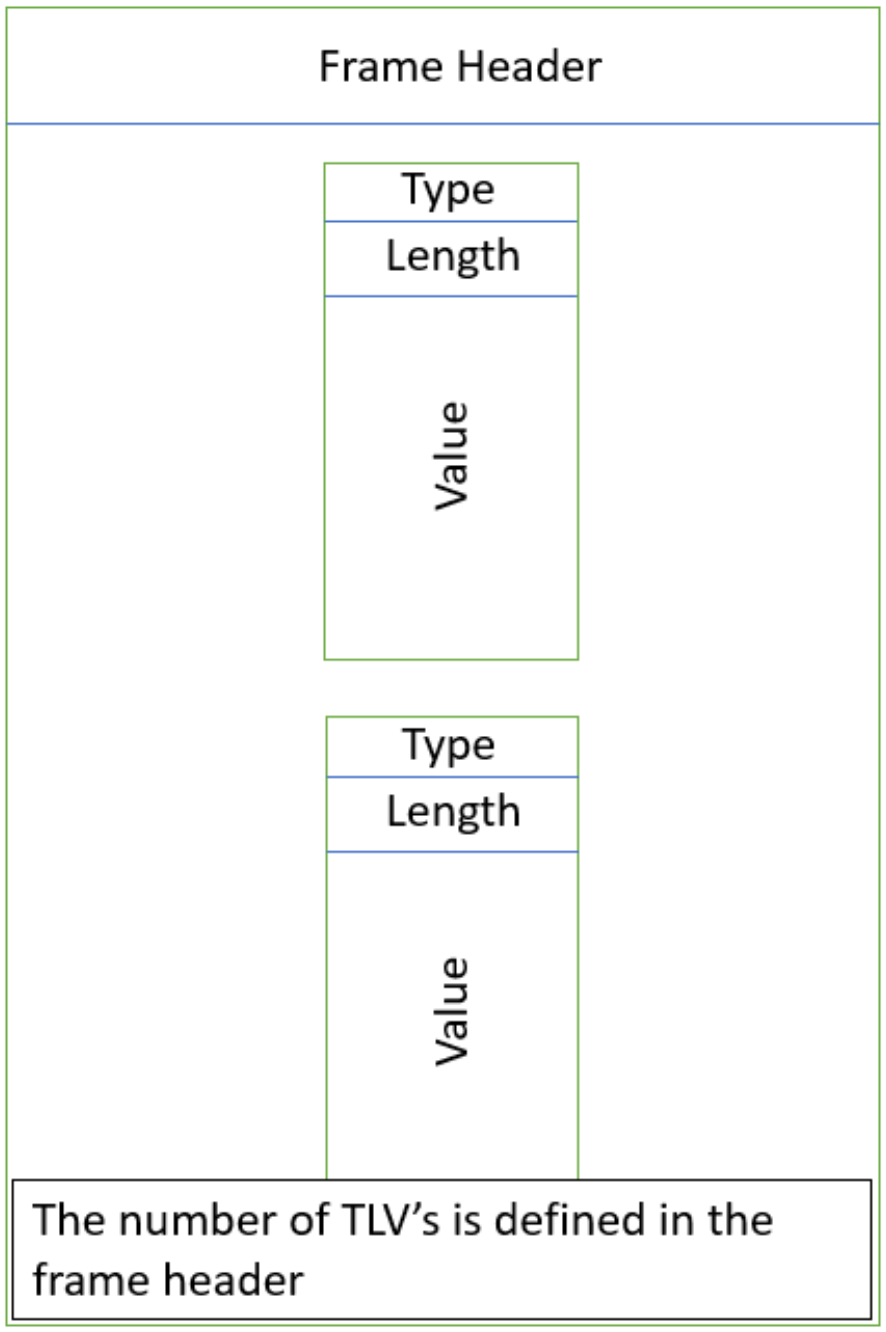 Frame Header
Type
Length
Value
Type
Length
Value
The number of TLV’s is defined in the
frame header